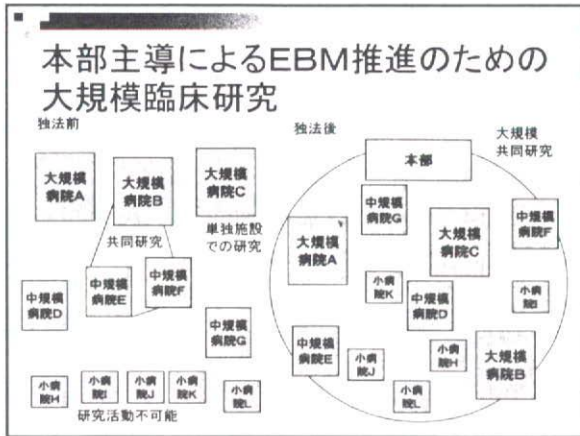 本部主導によるEBM推進のための
大規模臨床研究
独法前
大規模
病院A
大規模
病院B
大規模
病院C
共同研究
単独施設
での研究
中規模
病院D
中規模
病院E
中規模
病院F
中規模
病院G
小病
院H
小病
院I
小病
院J
小病
院K
小病
院L
研究活動不可能
独法後
大規模
共同研究
本部
中規模
病院G
大規模
病院A
大規模
病院C
中規模
病院F
小病
院K
中規模
病院D
小病
院I
中規模
病院E
小病
院J
小病
院H
大規模
病院B
小病
院L